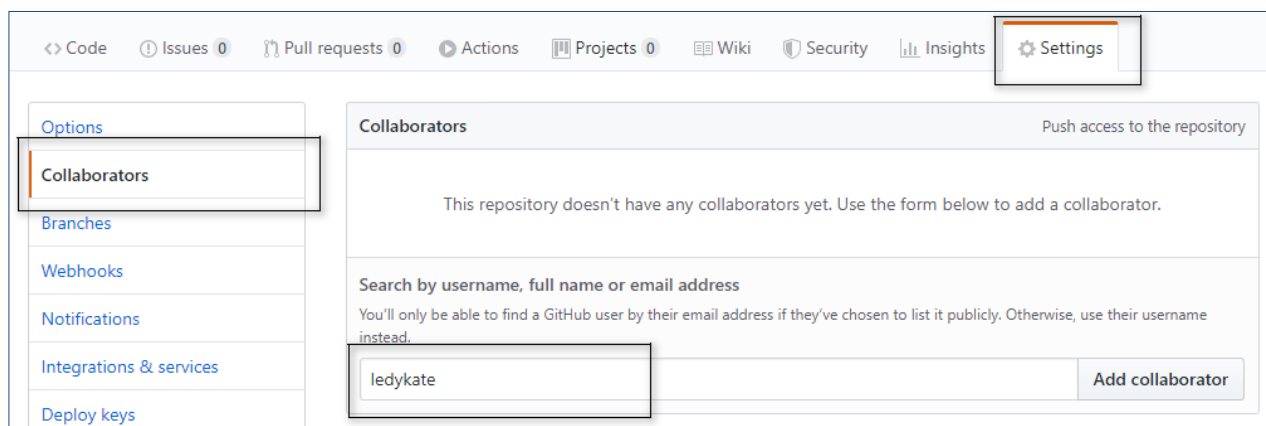 Code Issues 0 Pull requests 0 Actions Projects 0 Wiki Security Insights Settings
Options
Collaborators
Branches
Webhooks
Notifications
Integrations & services
Deploy keys
Collaborators Push access to the repository
This repository doesn't have any collaborators yet. Use the form below to add a collaborator.
Search by username, full name or email address
You'll only be able to find a GitHub user by their email address if they've chosen to list it publicly. Otherwise, use their username
instead.
ledykate Add collaborator